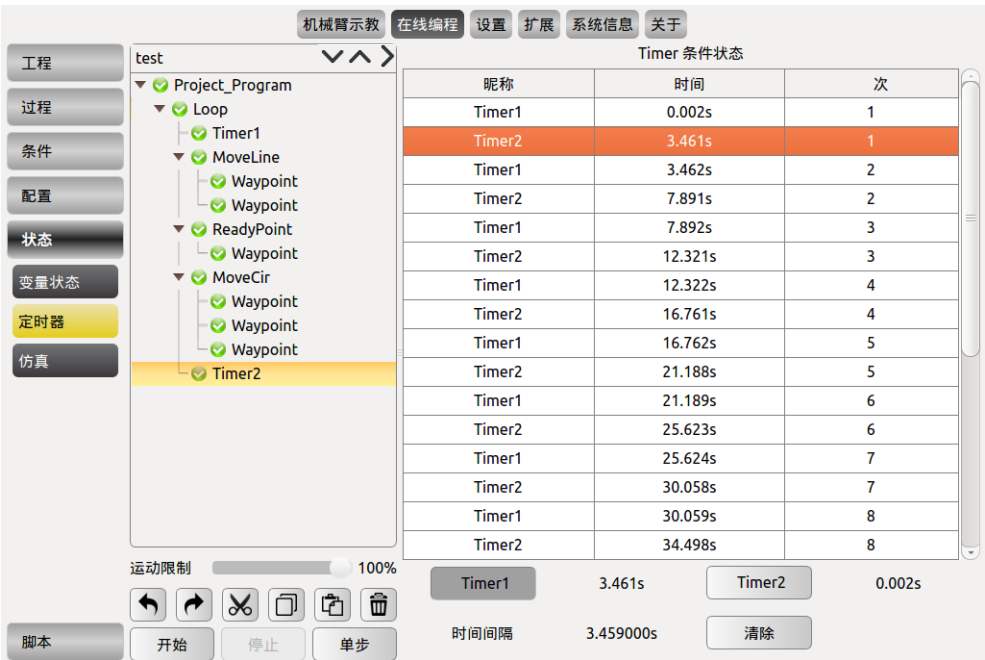 机械臂示教 在线编程 设置 扩展 系统信息 关于
工程
过程
条件
配置
状态
变量状态
定时器
仿真
脚本
test
Project_Program
Loop
Timer1
MoveLine
Waypoint
Waypoint
ReadyPoint
Waypoint
MoveCir
Waypoint
Waypoint
Waypoint
Timer2
运动限制 100%
开始 停止 单步
Timer 条件状态
昵称 时间 次
Timer1 0.002s 1
Timer2 3.461s 1
Timer1 3.462s 2
Timer2 7.891s 2
Timer1 7.892s 3
Timer2 12.321s 3
Timer1 12.322s 4
Timer2 16.761s 4
Timer1 16.762s 5
Timer2 21.188s 5
Timer1 21.189s 6
Timer2 25.623s 6
Timer1 25.624s 7
Timer2 30.058s 7
Timer1 30.059s 8
Timer2 34.498s 8
Timer1 3.461s Timer2 0.002s
时间间隔 3.459000s 清除